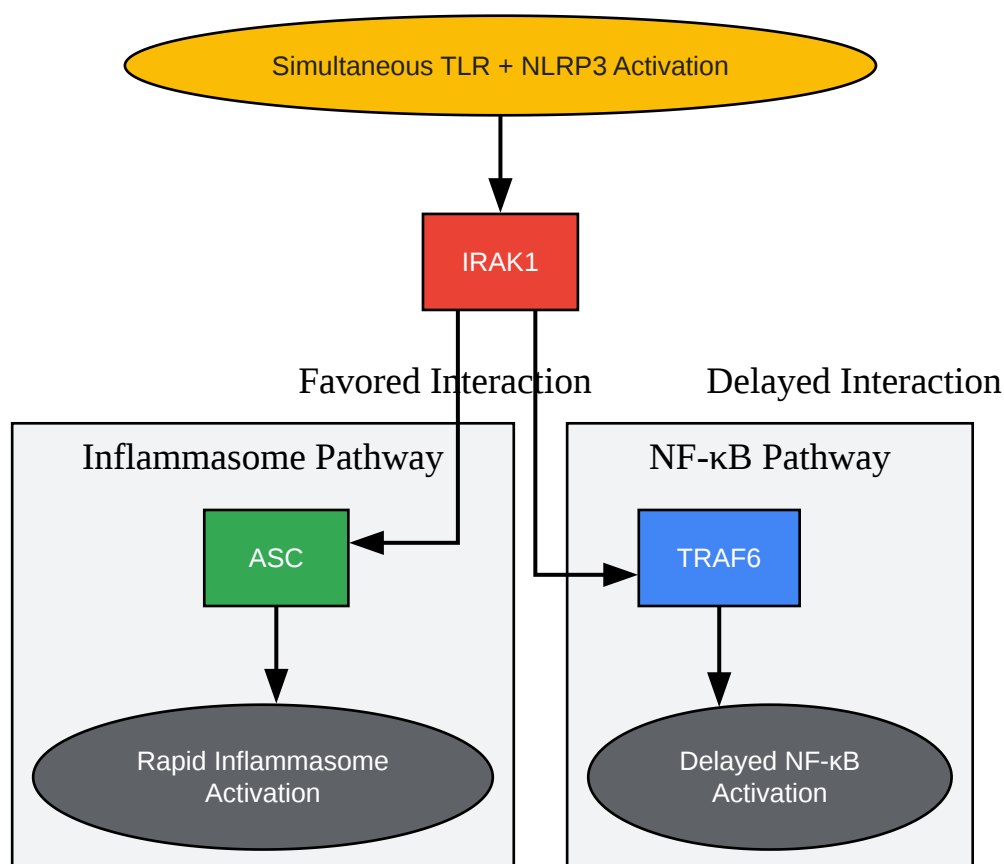 Simultaneous TLR + NLRP3 Activation
IRAK1
Favored Interaction
Delayed Interaction
Inflammasome Pathway
NF-κB Pathway
ASC
TRAF6
Rapid Inflammasome
Activation
Delayed NF-κB
Activation